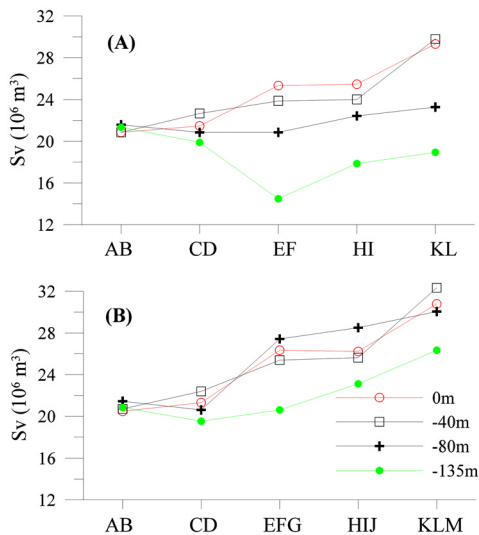 32
(A)
28
24
20
16
12
Sv (10⁶ m³)
AB CD EF HI KL
32
(B)
28
24
20
16
12
Sv (10⁶ m³)
0m
-40m
-80m
-135m
AB CD EFG HIJ KLM